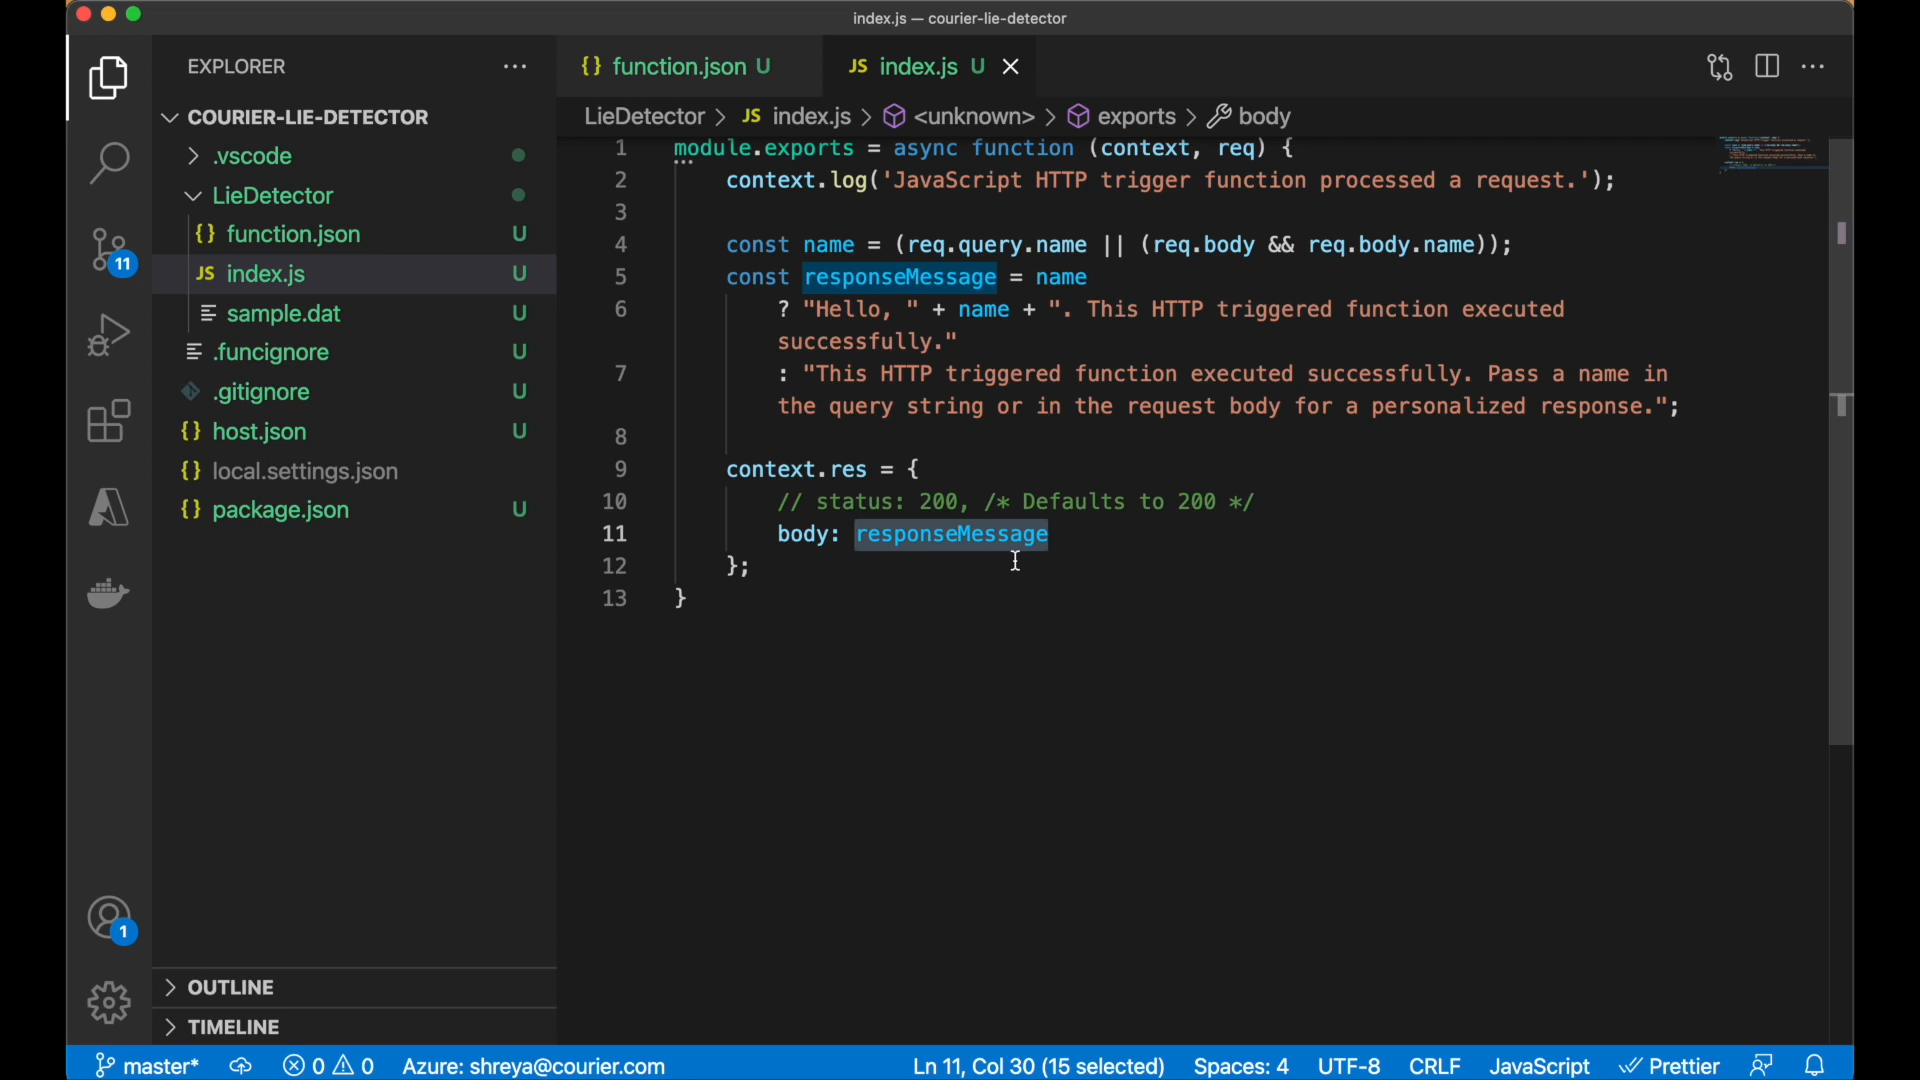 index.js — courier-lie-detector
EXPLORER
{} function.json U
JS index.js U
COURIER-LIE-DETECTOR
.vscode
LieDetector
{} function.json U
JS index.js U
sample.dat U
.funcignore U
.gitignore U
{} host.json U
{} local.settings.json
{} package.json U
OUTLINE
TIMELINE
11
1
LieDetector > JS index.js > <unknown> > exports > body
1 module.exports = async function (context, req) {
2 context.log('JavaScript HTTP trigger function processed a request.');
3
4 const name = (req.query.name || (req.body && req.body.name));
5 const responseMessage = name
6 ? "Hello, " + name + ". This HTTP triggered function executed
successfully."
7 : "This HTTP triggered function executed successfully. Pass a name in
the query string or in the request body for a personalized response.";
8
9 context.res = {
10 // status: 200, /* Defaults to 200 */
11 body: responseMessage
12 };
13 }
master* 0 0 Azure: shreya@courier.com Ln 11, Col 30 (15 selected) Spaces: 4 UTF-8 CRLF JavaScript Prettier